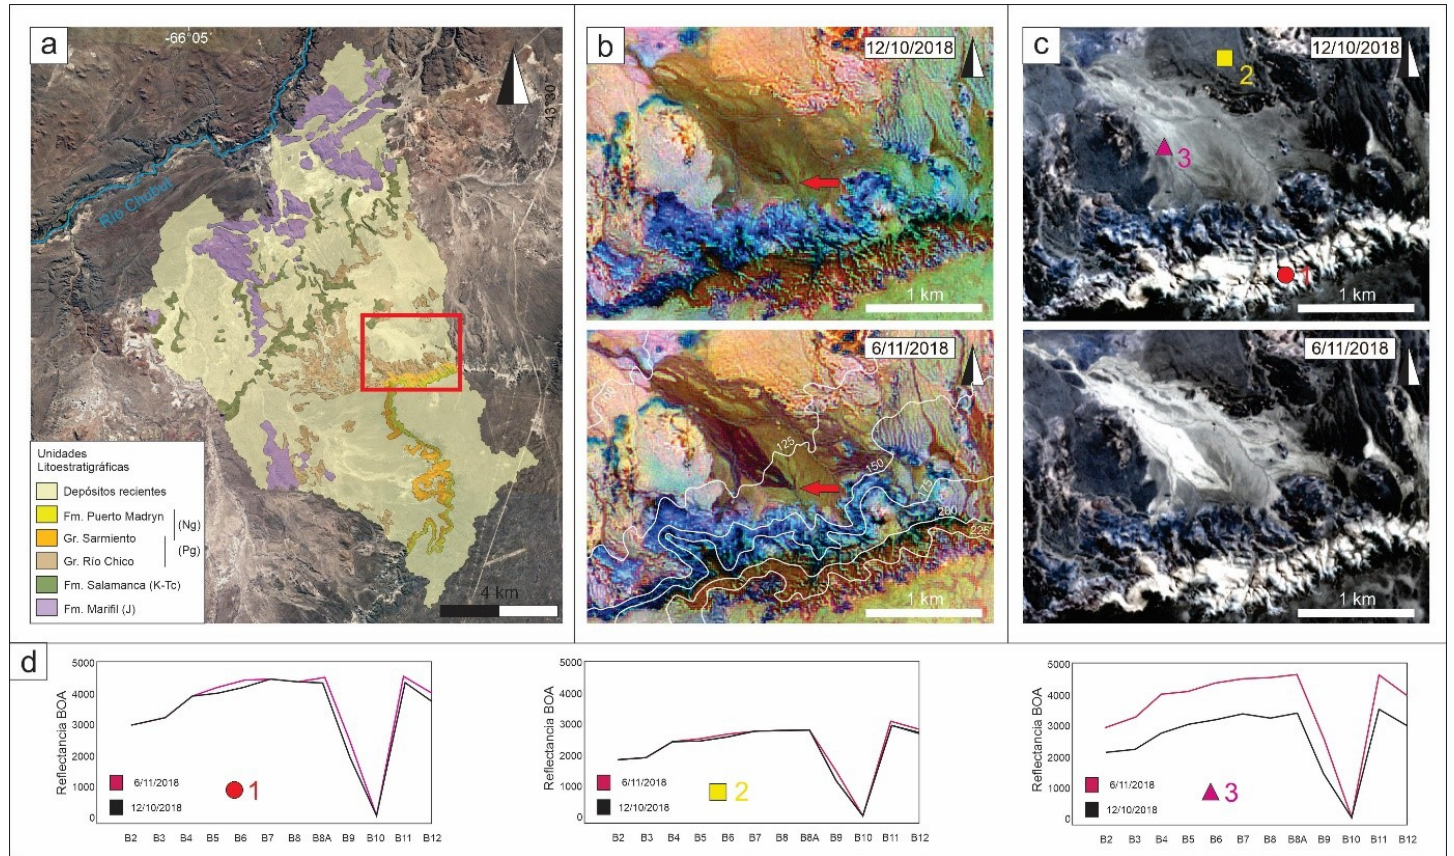 a
-66°05´
-43°30´
Río Chubut
Unidades
Litoestratigráficas
Depósitos recientes
Fm. Puerto Madryn
(Ng)
Gr. Sarmiento
(Pg)
Gr. Río Chico
Fm. Salamanca (K-Tc)
Fm. Marifil (J)
4 km
b
12/10/2018
1 km
6/11/2018
125
150
175
200
225
1 km
c
12/10/2018
2
3
1
1 km
6/11/2018
1 km
d
Reflectancia BOA
5000
4000
3000
2000
1000
0
6/11/2018
12/10/2018
1
B2 B3 B4 B5 B6 B7 B8 B8A B9 B10 B11 B12
Reflectancia BOA
5000
4000
3000
2000
1000
0
6/11/2018
12/10/2018
2
B2 B3 B4 B5 B6 B7 B8 B8A B9 B10 B11 B12
Reflectancia BOA
5000
4000
3000
2000
1000
0
6/11/2018
12/10/2018
3
B2 B3 B4 B5 B6 B7 B8 B8A B9 B10 B11 B12